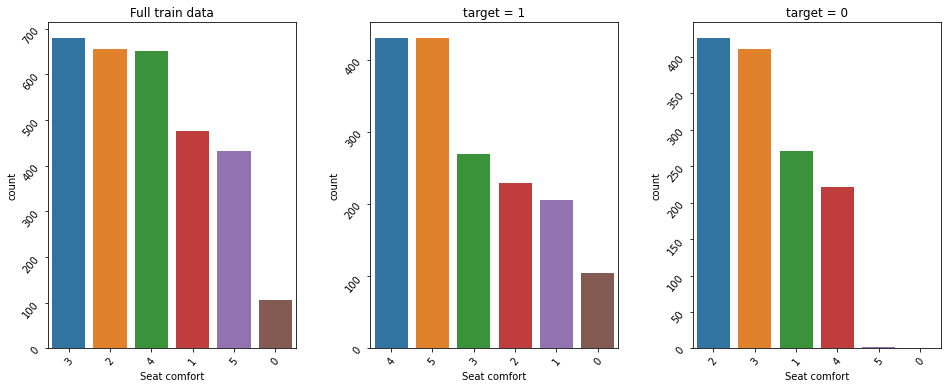 Full train data
700
600
500
400
300
200
100
0
count
3 2 4 1 5 0
Seat comfort
target = 1
400
300
200
100
0
count
4 5 3 2 1 0
Seat comfort
target = 0
400
350
300
250
200
150
100
50
0
count
2 3 1 4 5 0
Seat comfort